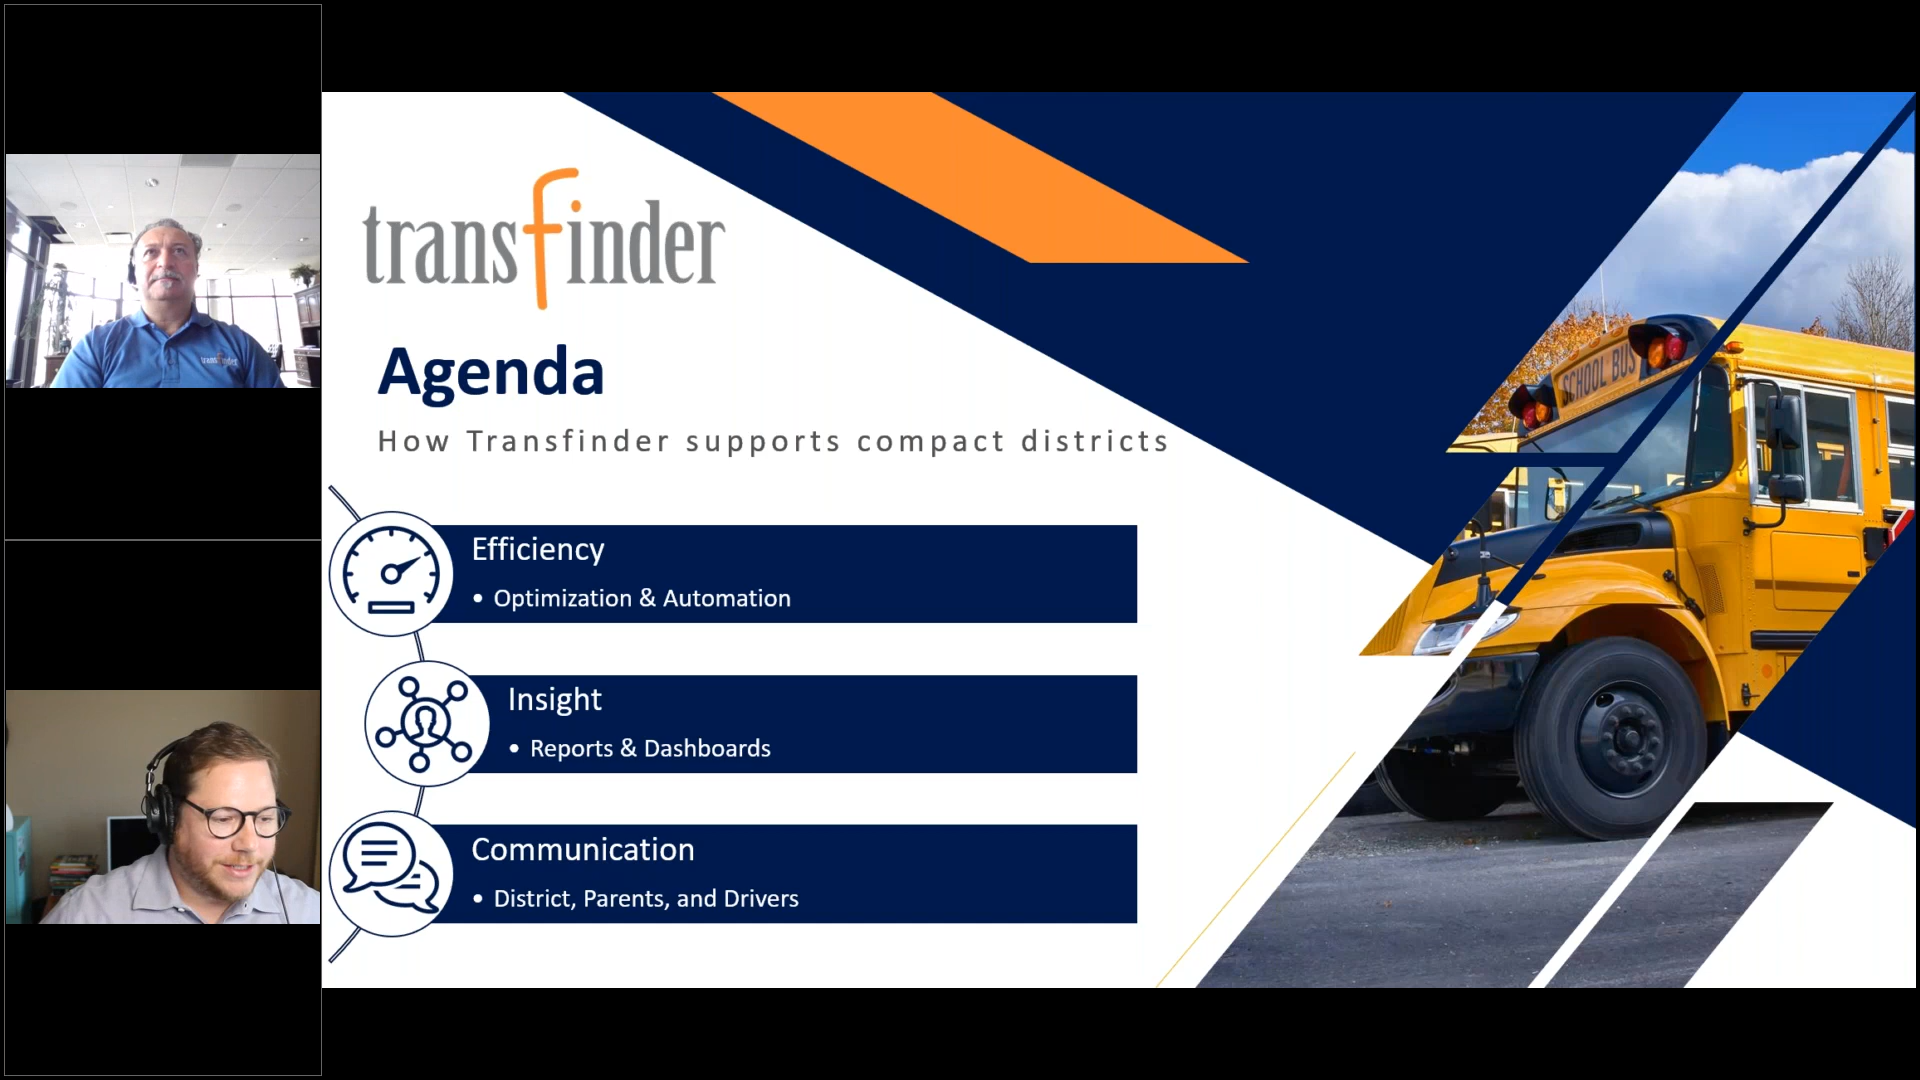 transfinder
Agenda
How Transfinder supports compact districts
Efficiency
• Optimization & Automation
Insight
• Reports & Dashboards
Communication
• District, Parents, and Drivers
SCHOOL BUS
transfinder